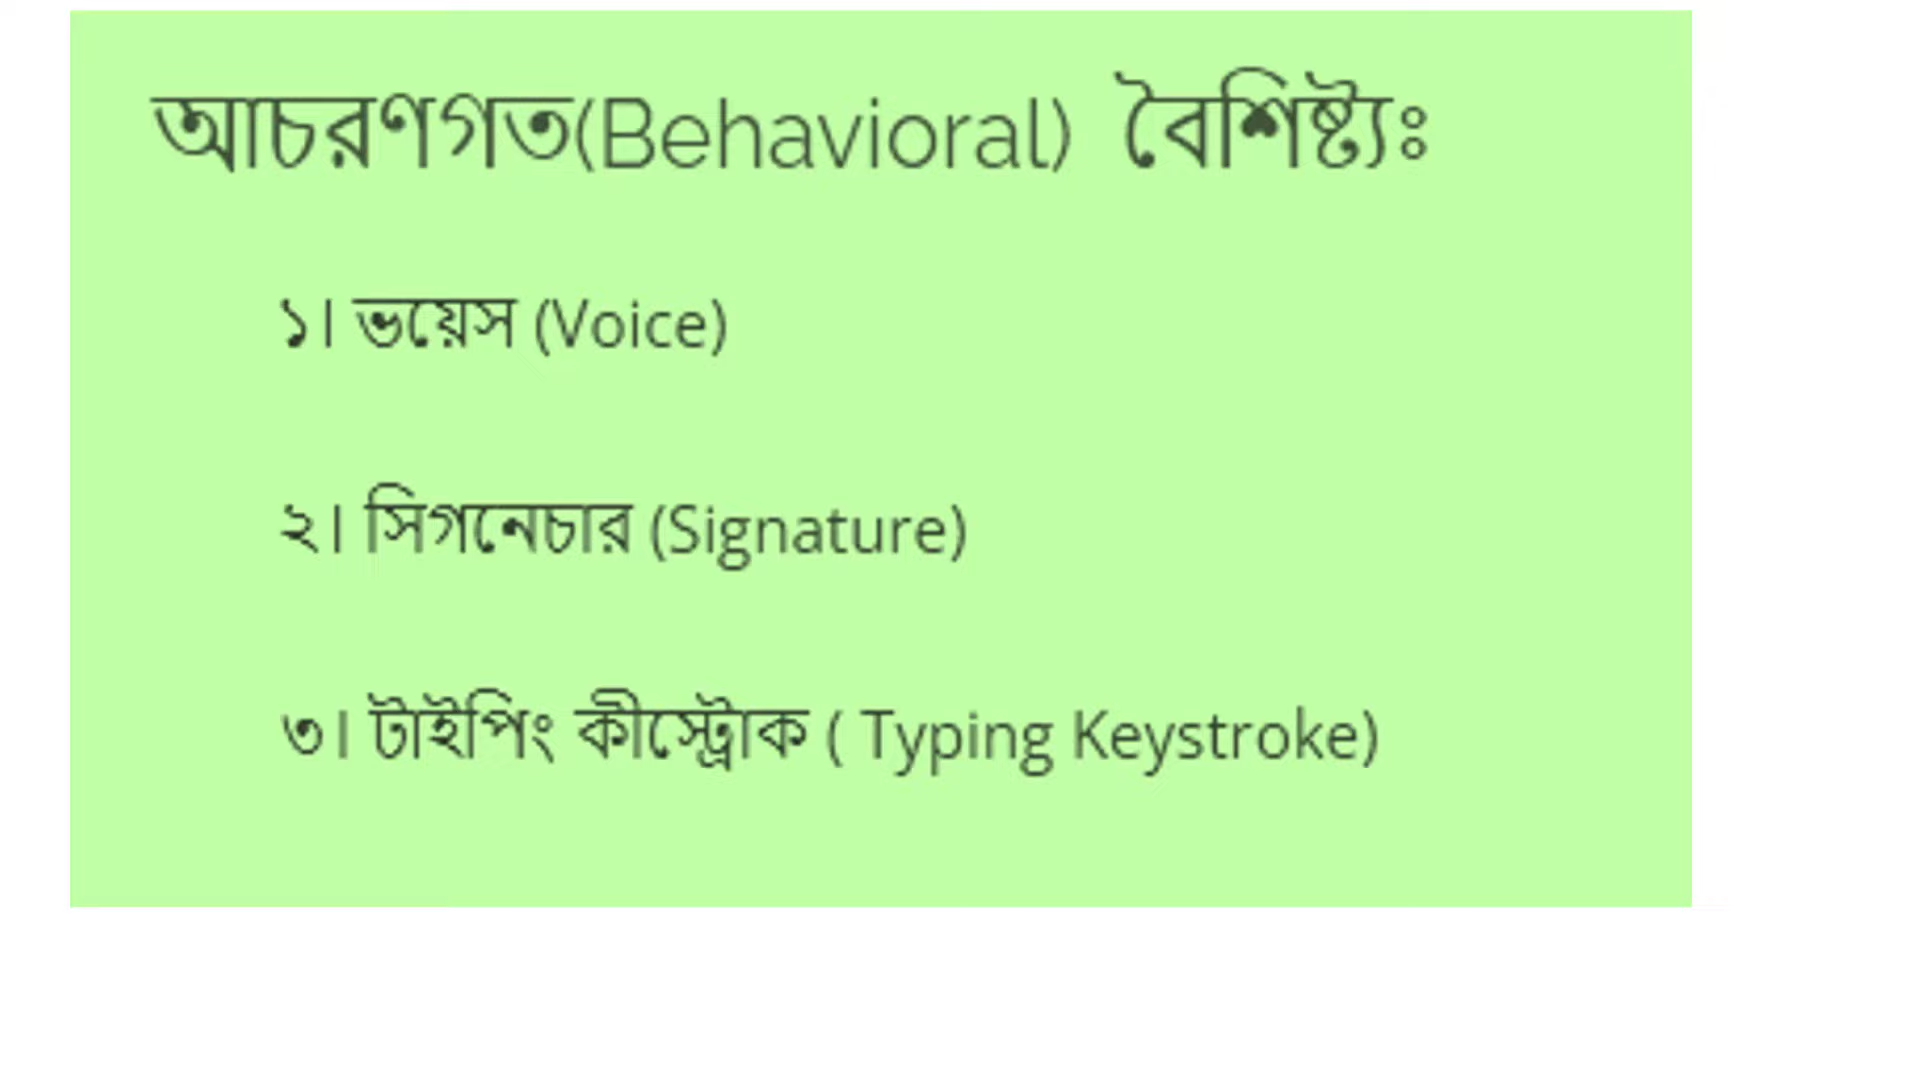 আচরণগত(Behavioral) বৈশিষ্ট্যঃ
১। ভয়েস (Voice)
২। সিগনেচার (Signature)
৩। টাইপিং কীস্ট্রোক ( Typing Keystroke)